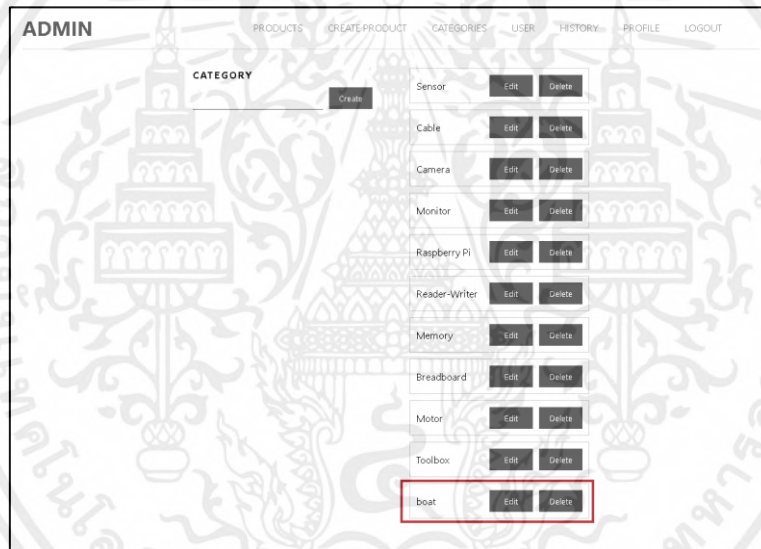 ADMIN
PRODUCTS CREATE PRODUCT CATEGORIES USER HISTORY PROFILE LOGOUT
CATEGORY
Create
Sensor Edit Delete
Cable Edit Delete
Camera Edit Delete
Monitor Edit Delete
Raspberry Pi Edit Delete
Reader-Writer Edit Delete
Memory Edit Delete
Breadboard Edit Delete
Motor Edit Delete
Toolbox Edit Delete
boat Edit Delete